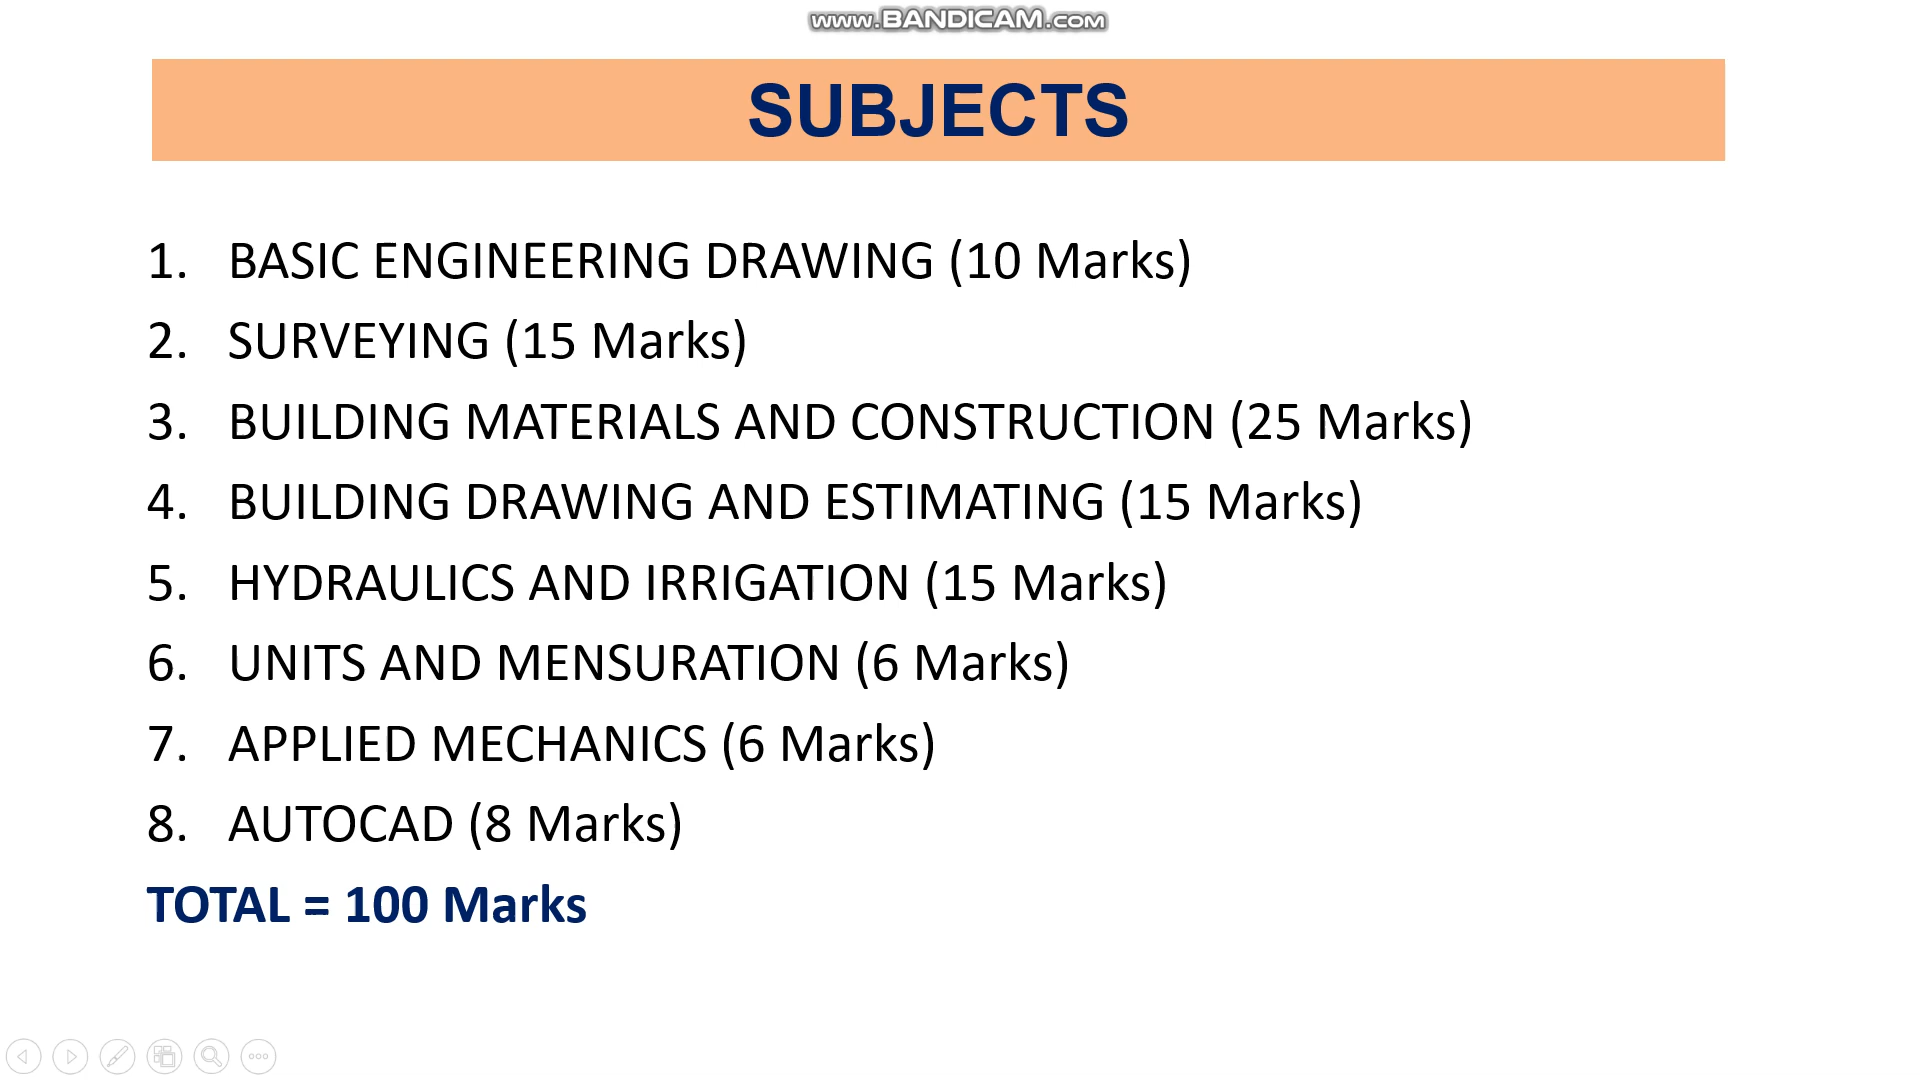 www.BANDICAM.com
SUBJECTS
1. BASIC ENGINEERING DRAWING (10 Marks)
2. SURVEYING (15 Marks)
3. BUILDING MATERIALS AND CONSTRUCTION (25 Marks)
4. BUILDING DRAWING AND ESTIMATING (15 Marks)
5. HYDRAULICS AND IRRIGATION (15 Marks)
6. UNITS AND MENSURATION (6 Marks)
7. APPLIED MECHANICS (6 Marks)
8. AUTOCAD (8 Marks)
TOTAL = 100 Marks